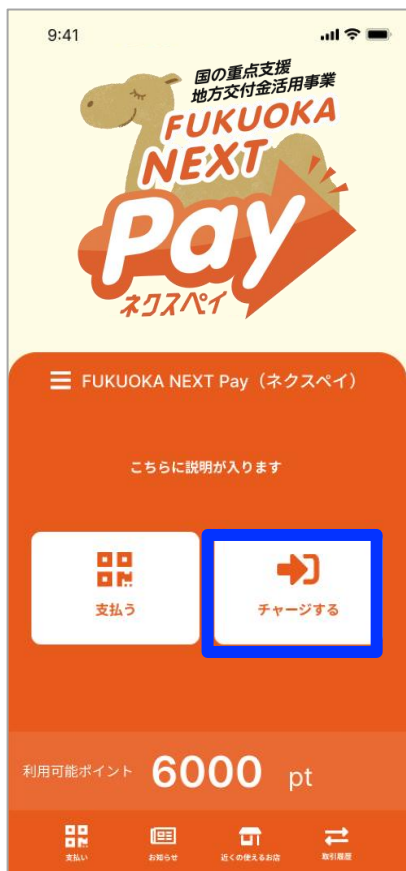 9:41
国の重点支援
地方交付金活用事業
FUKUOKA
NEXT
Pay
ネクスペイ
FUKUOKA NEXT Pay（ネクスペイ）
こちらに説明が入ります
支払う
チャージする
利用可能ポイント 6000 pt
支払い お知らせ 近くの使えるお店 取引履歴